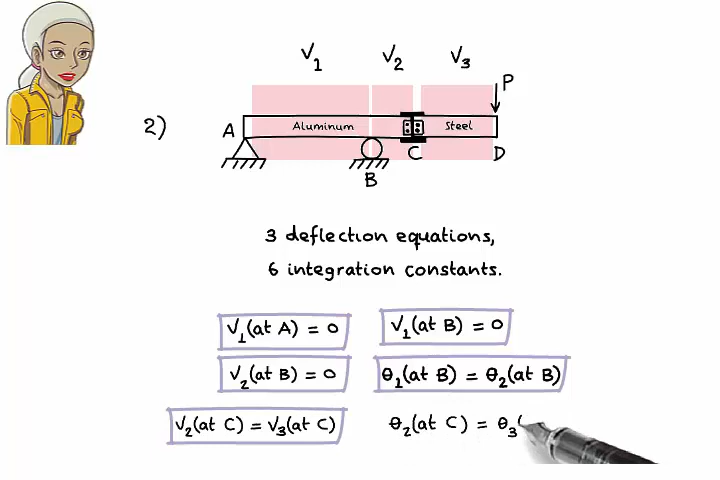 V₁ V₂ V₃
P
2) A Aluminum Steel
C D
B
3 deflection equations,
6 integration constants.
V₁(at A) = 0 V₁(at B) = 0
V₂(at B) = 0 θ₁(at B) = θ₂(at B)
V₂(at C) = V₃(at C) θ₂(at C) = θ₃(